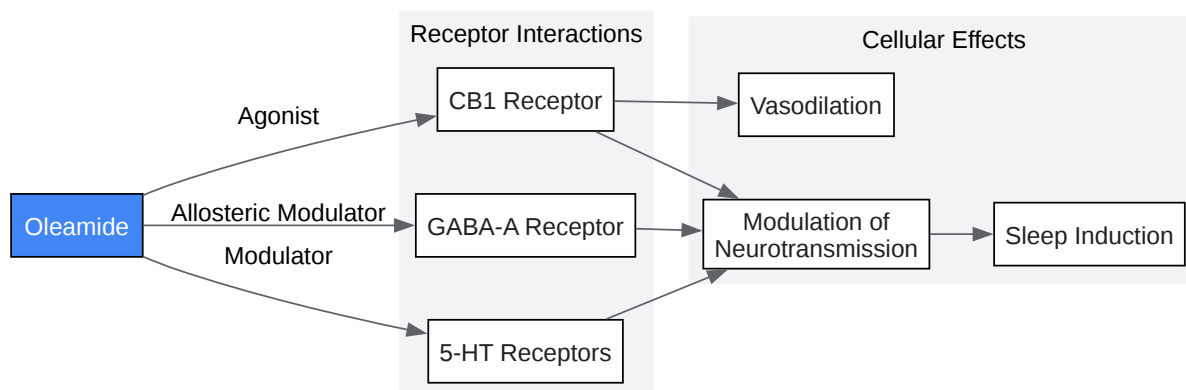 Receptor Interactions
Cellular Effects
CB1 Receptor
Vasodilation
Agonist
Oleamide
Allosteric Modulator
GABA-A Receptor
Modulation of
Neurotransmission
Sleep Induction
Modulator
5-HT Receptors